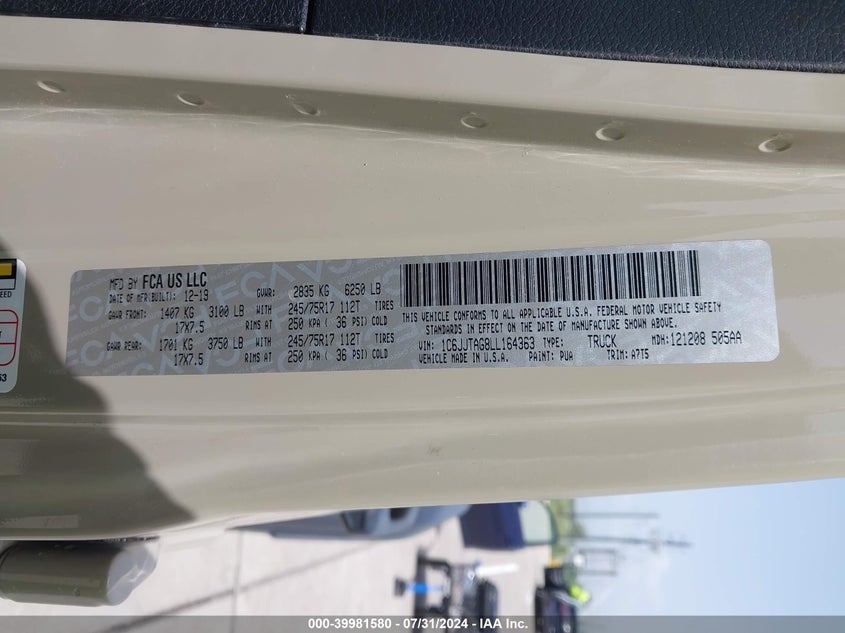 MFD BY FCA US LLC
DATE OF MFR(BUILT): 12-19 GVWR: 2835 KG 6250 LB
GAWR FRONT: 1407 KG 3100 LB WITH 245/75R17 112T TIRES
17X7.5 RIMS AT 250 KPA ( 36 PSI) COLD
GAWR REAR: 1701 KG 3750 LB WITH 245/75R17 112T TIRES
17X7.5 RIMS AT 250 KPA ( 36 PSI) COLD
THIS VEHICLE CONFORMS TO ALL APPLICABLE U.S.A. FEDERAL MOTOR VEHICLE SAFETY
STANDARDS IN EFFECT ON THE DATE OF MANUFACTURE SHOWN ABOVE.
VIN: 1C6JJTAG8LL164363 TYPE: TRUCK MDH: 121208 505AA
VEHICLE MADE IN U.S.A. PAINT: PUA TRIM: A7T5
000-39981580 - 07/31/2024 - IAA Inc.